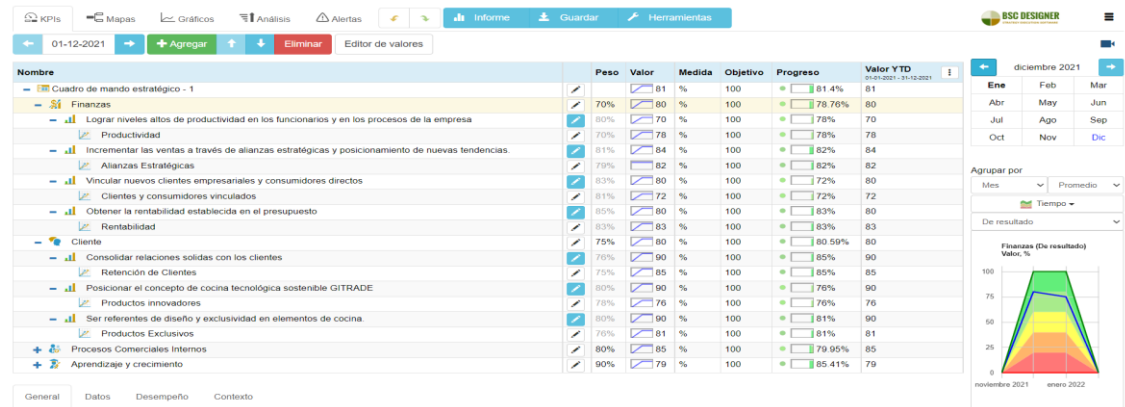 KPIs Mapas Gráficos Análisis Alertas Informe Guardar Herramientas BSC DESIGNER
01-12-2021 Agregar Eliminar Editor de valores
Nombre Peso Valor Medida Objetivo Progreso Valor YTD
01-01-2021 - 31-12-2021
Cuadro de mando estratégico - 1 81 % 100 81.4% 81
Finanzas 70% 80 % 100 78.76% 80
Lograr niveles altos de productividad en los funcionarios y en los procesos de la empresa 80% 70 % 100 78% 70
Productividad 70% 78 % 100 78% 78
Incrementar las ventas a través de alianzas estratégicas y posicionamiento de nuevas tendencias. 81% 84 % 100 82% 84
Alianzas Estratégicas 79% 82 % 100 82% 82
Vincular nuevos clientes empresariales y consumidores directos 83% 80 % 100 72% 80
Clientes y consumidores vinculados 81% 72 % 100 72% 72
Obtener la rentabilidad establecida en el presupuesto 85% 80 % 100 83% 80
Rentabilidad 83% 83 % 100 83% 83
Cliente 75% 80 % 100 80.59% 80
Consolidar relaciones solidas con los clientes 76% 90 % 100 85% 90
Retención de Clientes 75% 85 % 100 85% 85
Posicionar el concepto de cocina tecnológica sostenible GITRADE 80% 90 % 100 76% 90
Productos innovadores 78% 76 % 100 76% 76
Ser referentes de diseño y exclusividad en elementos de cocina. 80% 90 % 100 81% 90
Productos Exclusivos 76% 81 % 100 81% 81
Procesos Comerciales Internos 80% 85 % 100 79.95% 85
Aprendizaje y crecimiento 90% 79 % 100 85.41% 79
General Datos Desempeño Contexto
diciembre 2021
Ene Feb Mar
Abr May Jun
Jul Ago Sep
Oct Nov Dic
Agrupar por
Mes Promedio
Tiempo
De resultado
Finanzas (De resultado)
Valor, %
100
75
50
25
0
noviembre 2021 enero 2022